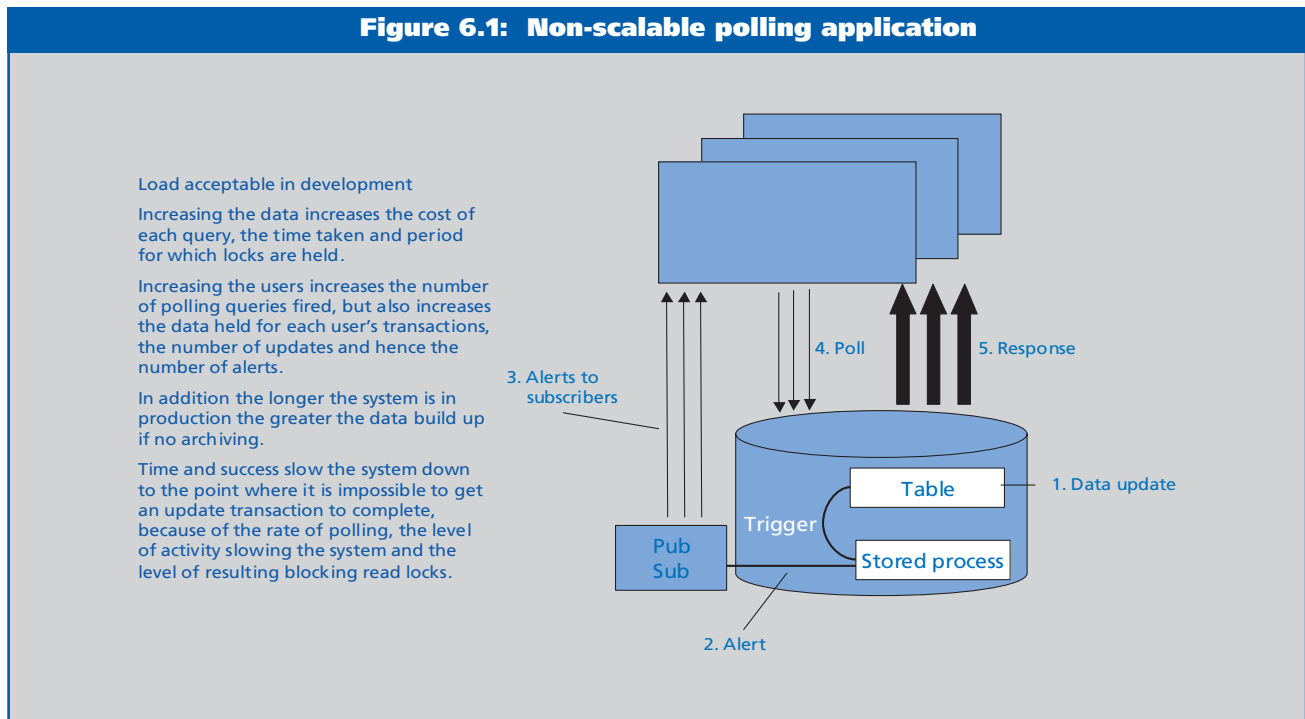 Figure 6.1: Non-scalable polling application
Load acceptable in development
Increasing the data increases the cost of
each query, the time taken and period
for which locks are held.
Increasing the users increases the number
of polling queries fired, but also increases
the data held for each user's transactions,
the number of updates and hence the
number of alerts.
In addition the longer the system is in
production the greater the data build up
if no archiving.
Time and success slow the system down
to the point where it is impossible to get
an update transaction to complete,
because of the rate of polling, the level
of activity slowing the system and the
level of resulting blocking read locks.
4. Poll
5. Response
3. Alerts to
subscribers
Table
1. Data update
Trigger
Pub
Sub
Stored process
2. Alert